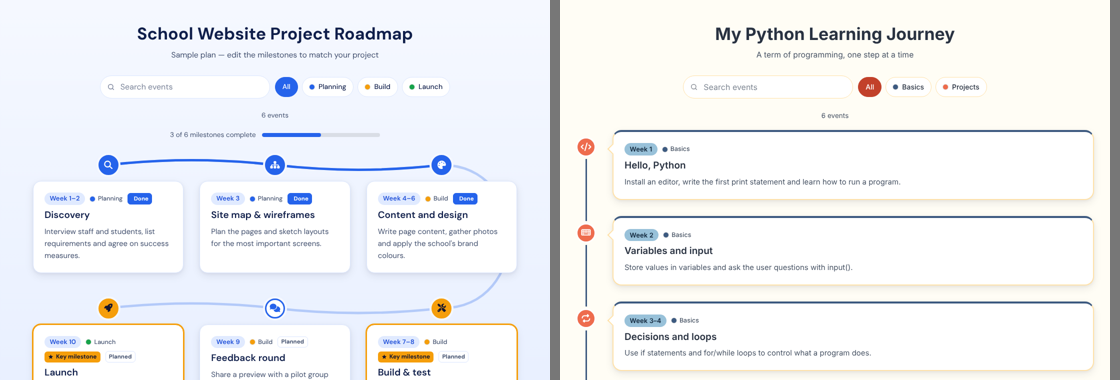 School Website Project Roadmap
Sample plan — edit the milestones to match your project
Search events
All
Planning
Build
Launch
6 events
3 of 6 milestones complete
Week 1–2
Planning
Done
Discovery
Interview staff and students, list
requirements and agree on success
measures.
Week 3
Planning
Done
Site map & wireframes
Plan the pages and sketch layouts
for the most important screens.
Week 4–6
Build
Done
Content and design
Write page content, gather photos
and apply the school's brand
colours.
Week 10
Launch
★ Key milestone
Planned
Launch
Week 9
Build
Planned
Feedback round
Share a preview with a pilot group
Week 7–8
Build
★ Key milestone
Planned
Build & test
My Python Learning Journey
A term of programming, one step at a time
Search events
All
Basics
Projects
6 events
Week 1
Basics
Hello, Python
Install an editor, write the first print statement and learn how to run a program.
Week 2
Basics
Variables and input
Store values in variables and ask the user questions with input().
Week 3–4
Basics
Decisions and loops
Use if statements and for/while loops to control what a program does.